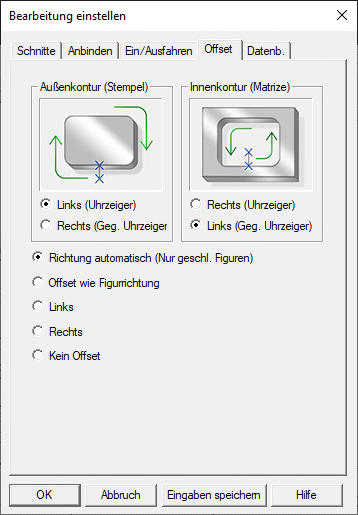 Bearbeitung einstellen
Schnitte Anbinden Ein/Ausfahren Offset Datenb.
Außenkontur (Stempel) Innenkontur (Matrize)
Links (Uhrzeiger) Rechts (Uhrzeiger)
Rechts (Geg. Uhrzeiger Links (Geg. Uhrzeiger)
Richtung automatisch (Nur geschl. Figuren)
Offset wie Figurrichtung
Links
Rechts
Kein Offset
OK Abbruch Eingaben speichern Hilfe